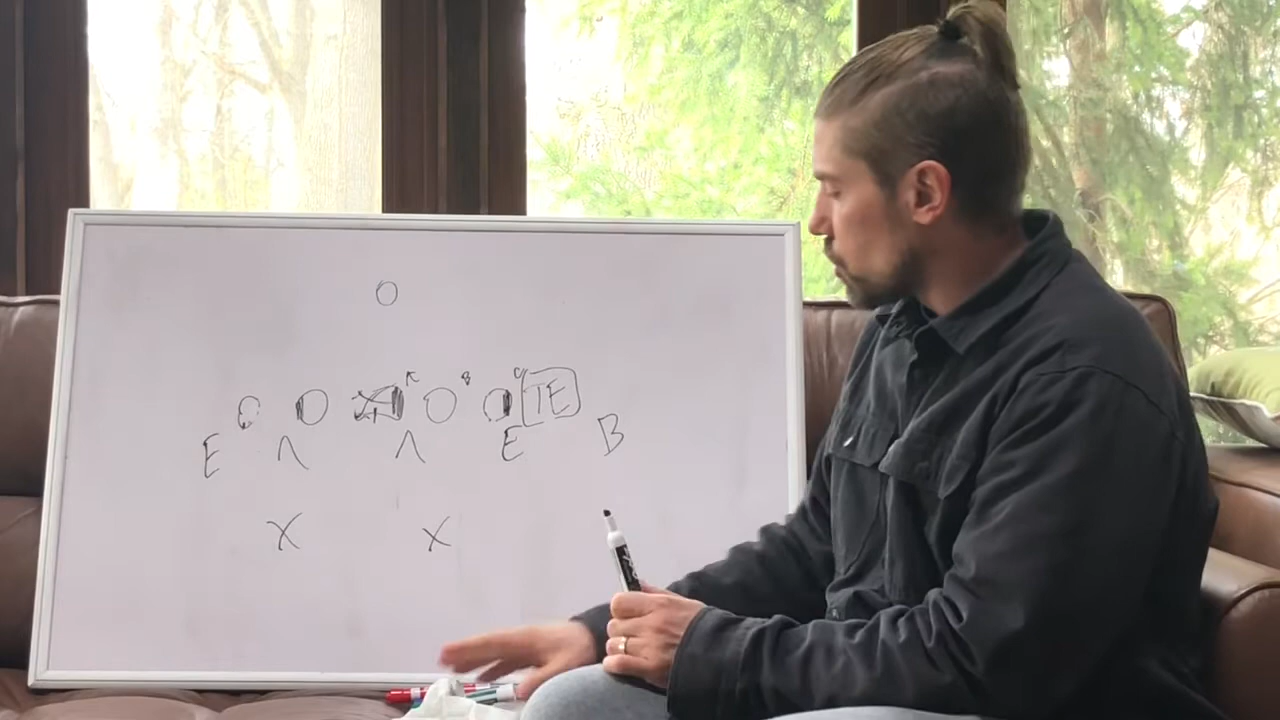 O
A B C
O O O O TE
E Λ Λ E B
X X